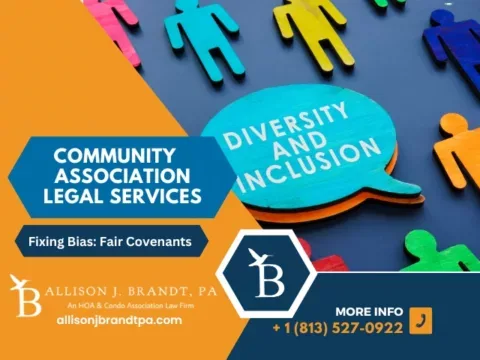 DIVERSITY
AND
INCLUSION
COMMUNITY
ASSOCIATION
LEGAL SERVICES
Fixing Bias: Fair Covenants
B
ALLISON J. BRANDT, PA
An HOA & Condo Association Law Firm
allisonjbrandtpa.com
B
MORE INFO
+ 1 (813) 527-0922